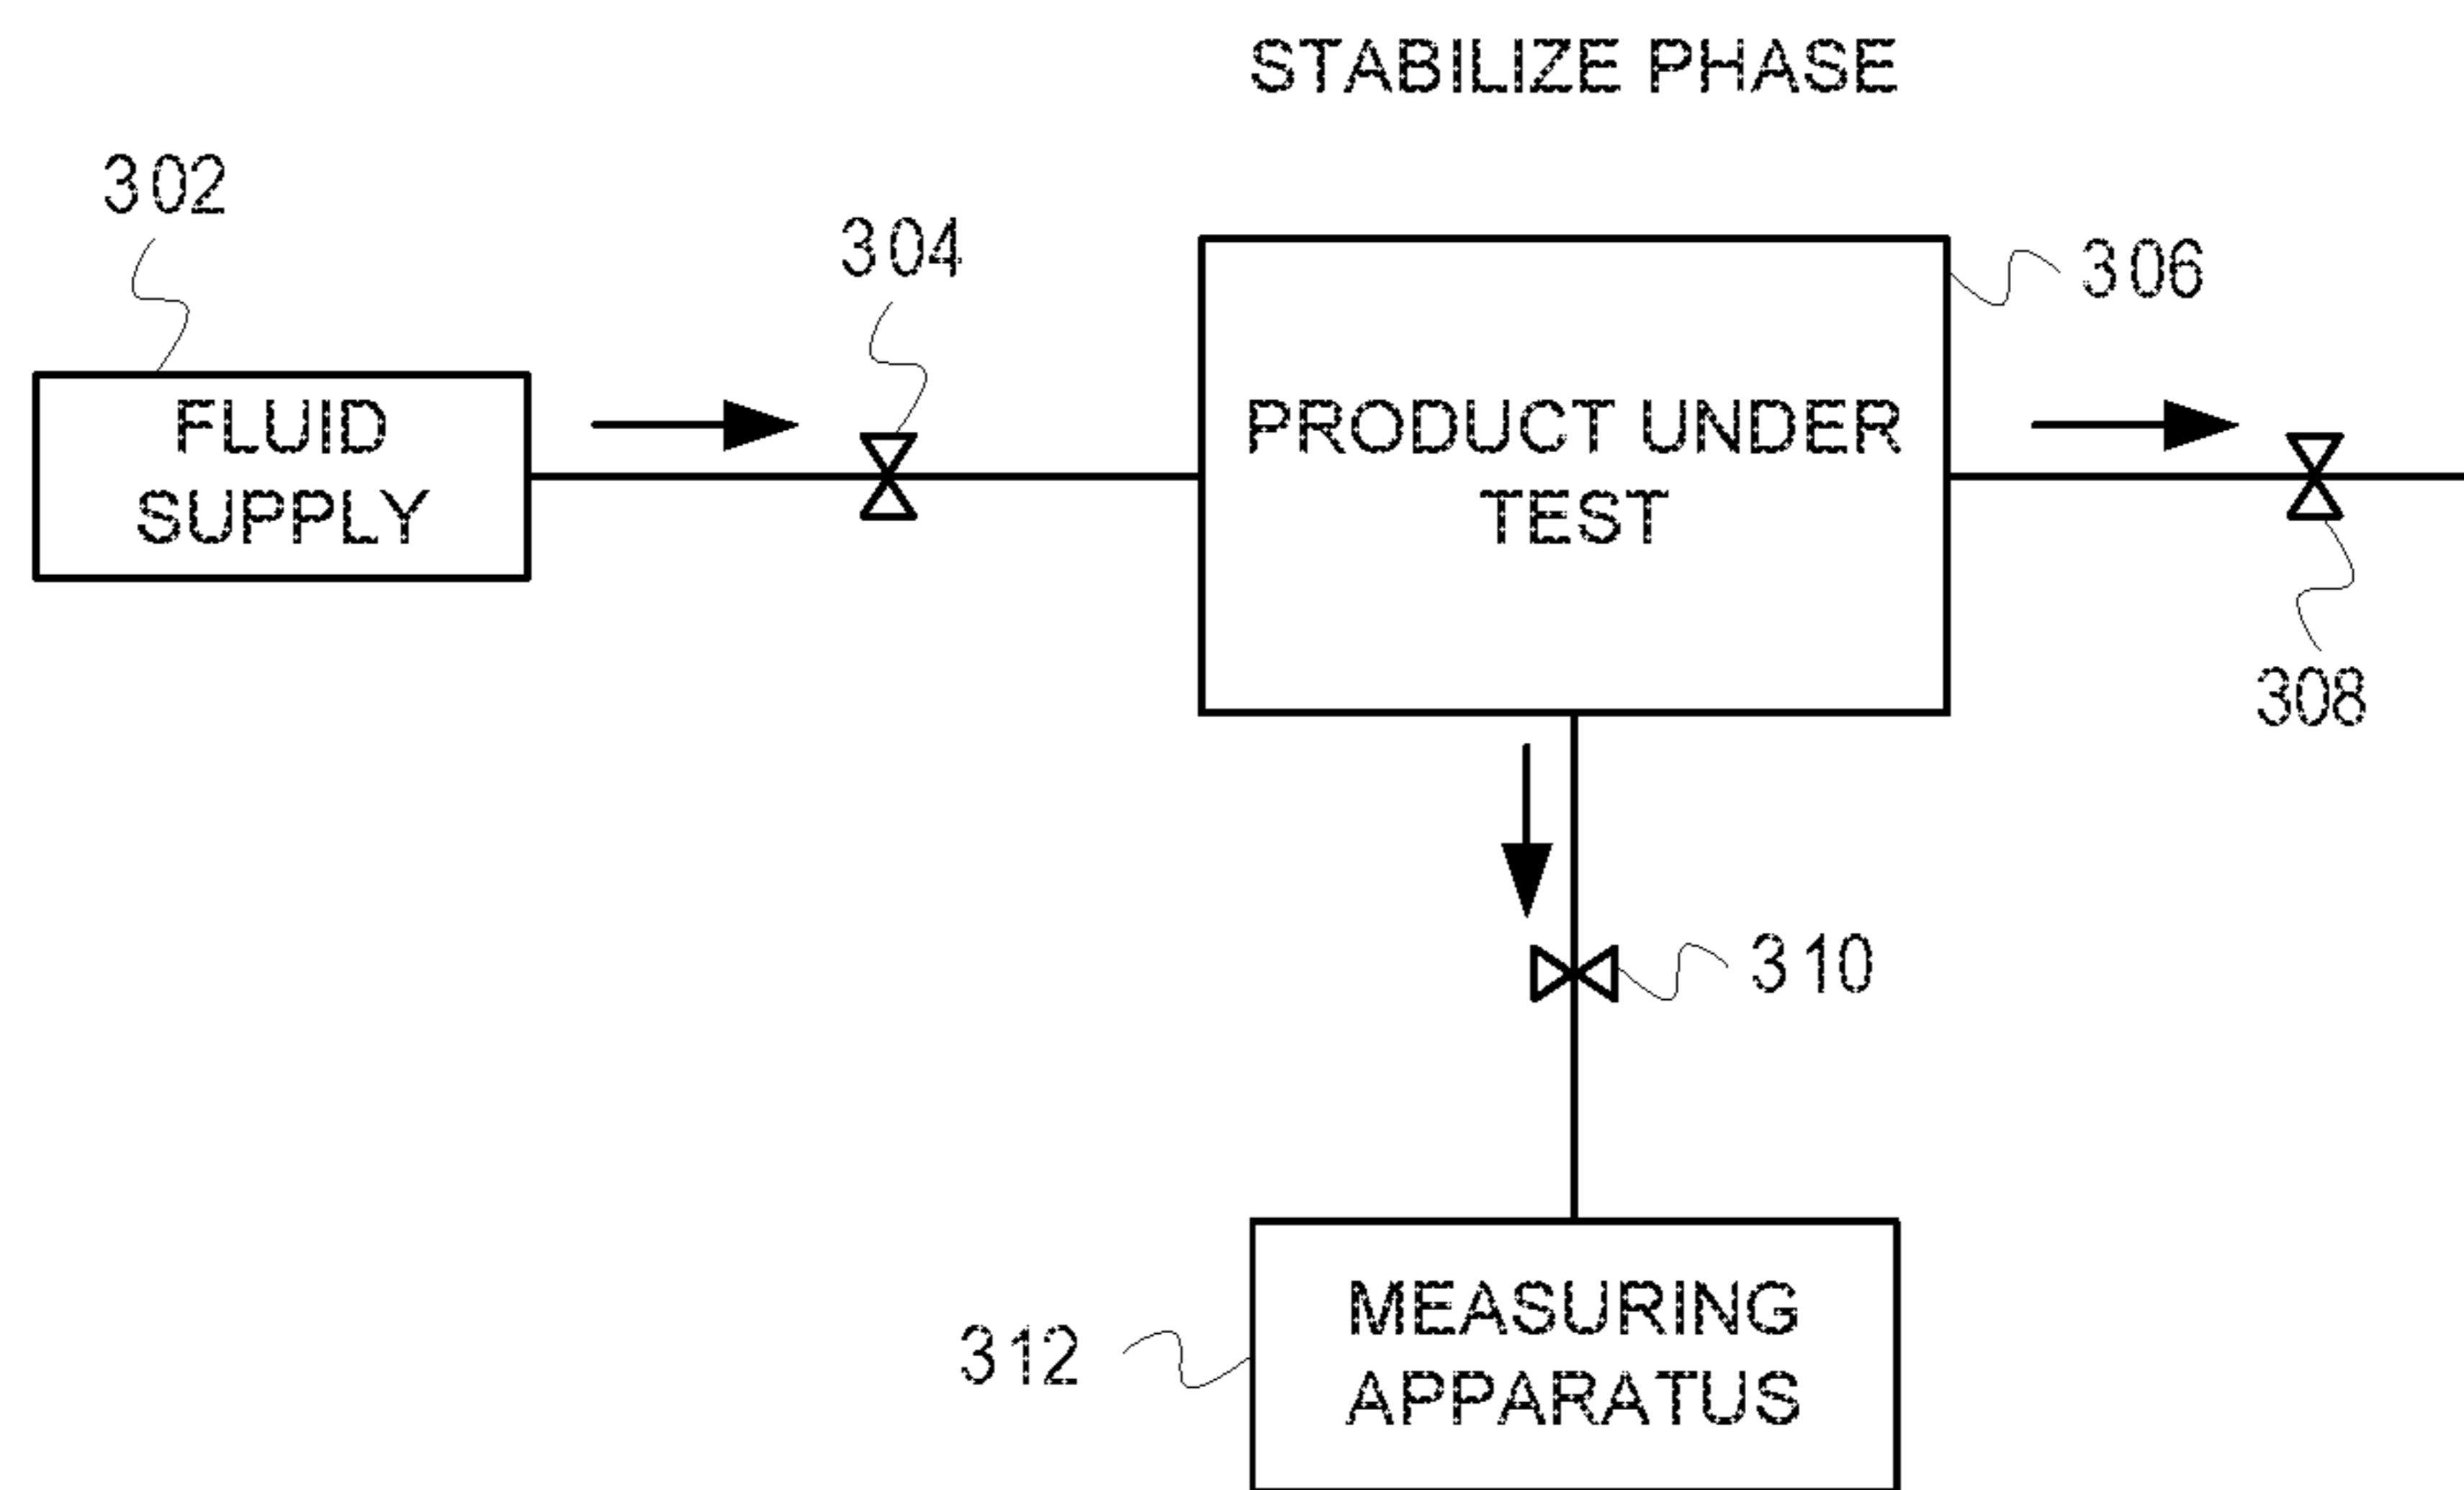 STABILIZE PHASE
302
304
306
FLUID
SUPPLY
PRODUCT UNDER
TEST
308
310
312
MEASURING
APPARATUS